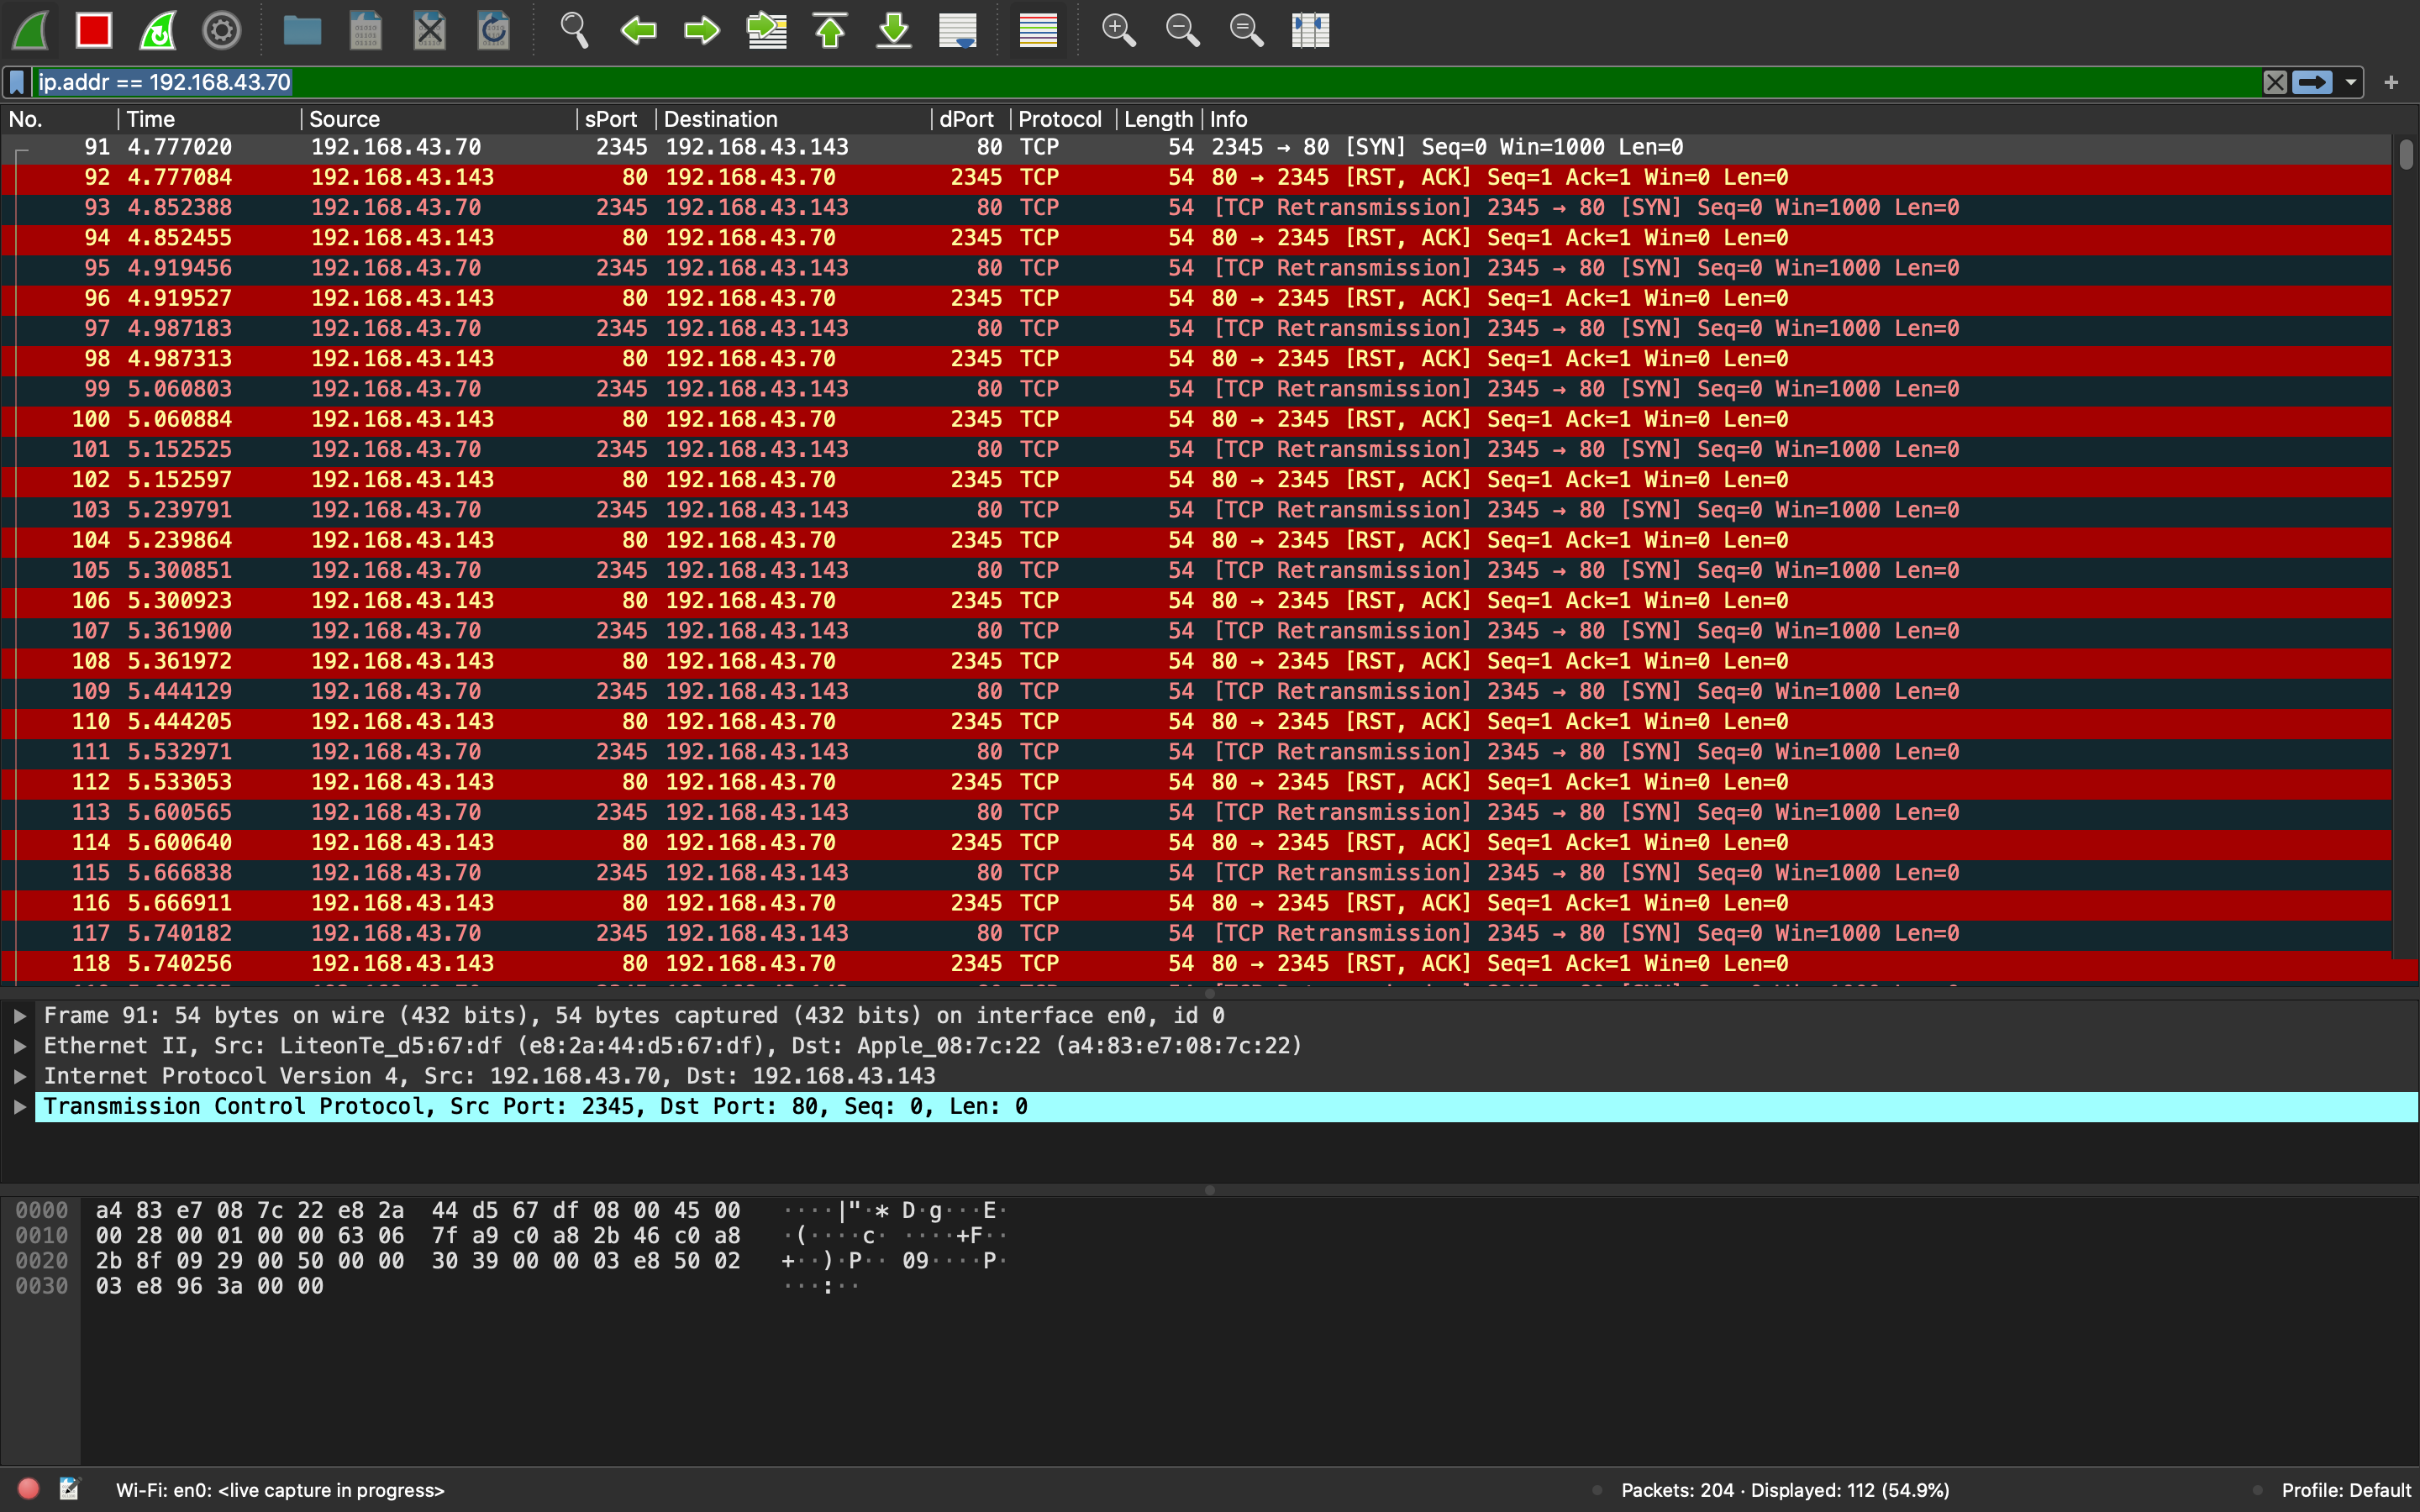 ip.addr == 192.168.43.70
No. Time Source sPort Destination dPort Protocol Length Info
91 4.777020 192.168.43.70 2345 192.168.43.143 80 TCP 54 2345 → 80 [SYN] Seq=0 Win=1000 Len=0
92 4.777084 192.168.43.143 80 192.168.43.70 2345 TCP 54 80 → 2345 [RST, ACK] Seq=1 Ack=1 Win=0 Len=0
93 4.852388 192.168.43.70 2345 192.168.43.143 80 TCP 54 [TCP Retransmission] 2345 → 80 [SYN] Seq=0 Win=1000 Len=0
94 4.852455 192.168.43.143 80 192.168.43.70 2345 TCP 54 80 → 2345 [RST, ACK] Seq=1 Ack=1 Win=0 Len=0
95 4.919456 192.168.43.70 2345 192.168.43.143 80 TCP 54 [TCP Retransmission] 2345 → 80 [SYN] Seq=0 Win=1000 Len=0
96 4.919527 192.168.43.143 80 192.168.43.70 2345 TCP 54 80 → 2345 [RST, ACK] Seq=1 Ack=1 Win=0 Len=0
97 4.987183 192.168.43.70 2345 192.168.43.143 80 TCP 54 [TCP Retransmission] 2345 → 80 [SYN] Seq=0 Win=1000 Len=0
98 4.987313 192.168.43.143 80 192.168.43.70 2345 TCP 54 80 → 2345 [RST, ACK] Seq=1 Ack=1 Win=0 Len=0
99 5.060803 192.168.43.70 2345 192.168.43.143 80 TCP 54 [TCP Retransmission] 2345 → 80 [SYN] Seq=0 Win=1000 Len=0
100 5.060884 192.168.43.143 80 192.168.43.70 2345 TCP 54 80 → 2345 [RST, ACK] Seq=1 Ack=1 Win=0 Len=0
101 5.152525 192.168.43.70 2345 192.168.43.143 80 TCP 54 [TCP Retransmission] 2345 → 80 [SYN] Seq=0 Win=1000 Len=0
102 5.152597 192.168.43.143 80 192.168.43.70 2345 TCP 54 80 → 2345 [RST, ACK] Seq=1 Ack=1 Win=0 Len=0
103 5.239791 192.168.43.70 2345 192.168.43.143 80 TCP 54 [TCP Retransmission] 2345 → 80 [SYN] Seq=0 Win=1000 Len=0
104 5.239864 192.168.43.143 80 192.168.43.70 2345 TCP 54 80 → 2345 [RST, ACK] Seq=1 Ack=1 Win=0 Len=0
105 5.300851 192.168.43.70 2345 192.168.43.143 80 TCP 54 [TCP Retransmission] 2345 → 80 [SYN] Seq=0 Win=1000 Len=0
106 5.300923 192.168.43.143 80 192.168.43.70 2345 TCP 54 80 → 2345 [RST, ACK] Seq=1 Ack=1 Win=0 Len=0
107 5.361900 192.168.43.70 2345 192.168.43.143 80 TCP 54 [TCP Retransmission] 2345 → 80 [SYN] Seq=0 Win=1000 Len=0
108 5.361972 192.168.43.143 80 192.168.43.70 2345 TCP 54 80 → 2345 [RST, ACK] Seq=1 Ack=1 Win=0 Len=0
109 5.444129 192.168.43.70 2345 192.168.43.143 80 TCP 54 [TCP Retransmission] 2345 → 80 [SYN] Seq=0 Win=1000 Len=0
110 5.444205 192.168.43.143 80 192.168.43.70 2345 TCP 54 80 → 2345 [RST, ACK] Seq=1 Ack=1 Win=0 Len=0
111 5.532971 192.168.43.70 2345 192.168.43.143 80 TCP 54 [TCP Retransmission] 2345 → 80 [SYN] Seq=0 Win=1000 Len=0
112 5.533053 192.168.43.143 80 192.168.43.70 2345 TCP 54 80 → 2345 [RST, ACK] Seq=1 Ack=1 Win=0 Len=0
113 5.600565 192.168.43.70 2345 192.168.43.143 80 TCP 54 [TCP Retransmission] 2345 → 80 [SYN] Seq=0 Win=1000 Len=0
114 5.600640 192.168.43.143 80 192.168.43.70 2345 TCP 54 80 → 2345 [RST, ACK] Seq=1 Ack=1 Win=0 Len=0
115 5.666838 192.168.43.70 2345 192.168.43.143 80 TCP 54 [TCP Retransmission] 2345 → 80 [SYN] Seq=0 Win=1000 Len=0
116 5.666911 192.168.43.143 80 192.168.43.70 2345 TCP 54 80 → 2345 [RST, ACK] Seq=1 Ack=1 Win=0 Len=0
117 5.740182 192.168.43.70 2345 192.168.43.143 80 TCP 54 [TCP Retransmission] 2345 → 80 [SYN] Seq=0 Win=1000 Len=0
118 5.740256 192.168.43.143 80 192.168.43.70 2345 TCP 54 80 → 2345 [RST, ACK] Seq=1 Ack=1 Win=0 Len=0
Frame 91: 54 bytes on wire (432 bits), 54 bytes captured (432 bits) on interface en0, id 0
Ethernet II, Src: LiteonTe_d5:67:df (e8:2a:44:d5:67:df), Dst: Apple_08:7c:22 (a4:83:e7:08:7c:22)
Internet Protocol Version 4, Src: 192.168.43.70, Dst: 192.168.43.143
Transmission Control Protocol, Src Port: 2345, Dst Port: 80, Seq: 0, Len: 0
0000 a4 83 e7 08 7c 22 e8 2a 44 d5 67 df 08 00 45 00 ····|"·* D·g···E·
0010 00 28 00 01 00 00 63 06 7f a9 c0 a8 2b 46 c0 a8 ·(····c· ····+F··
0020 2b 8f 09 29 00 50 00 00 30 39 00 00 03 e8 50 02 +··)·P·· 09····P·
0030 03 e8 96 3a 00 00 ···:··
Wi-Fi: en0: <live capture in progress> Packets: 204 · Displayed: 112 (54.9%) Profile: Default